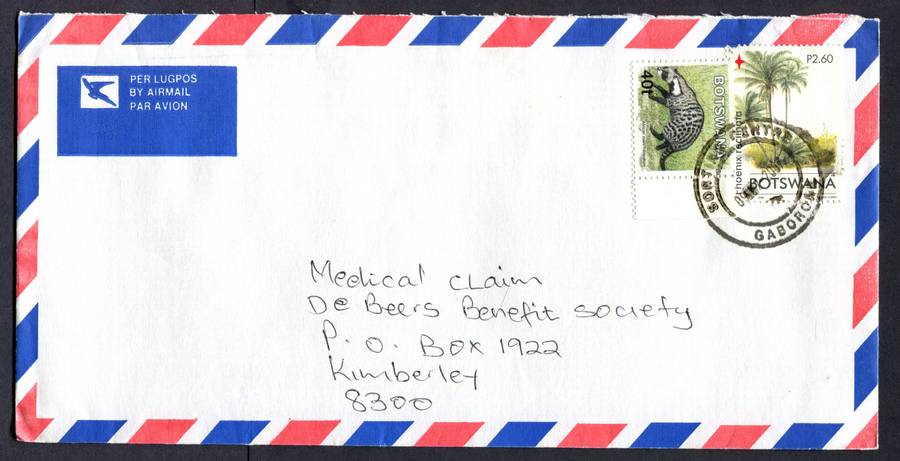 PER LUGPOS
BY AIRMAIL
PAR AVION
40t
BOTSWANA
P2.60
Phoenix reclinata
BOTSWANA
GABORONE
Medical claim
De Beers Benefit society
P. O. BOX 1922
Kimberley
8300